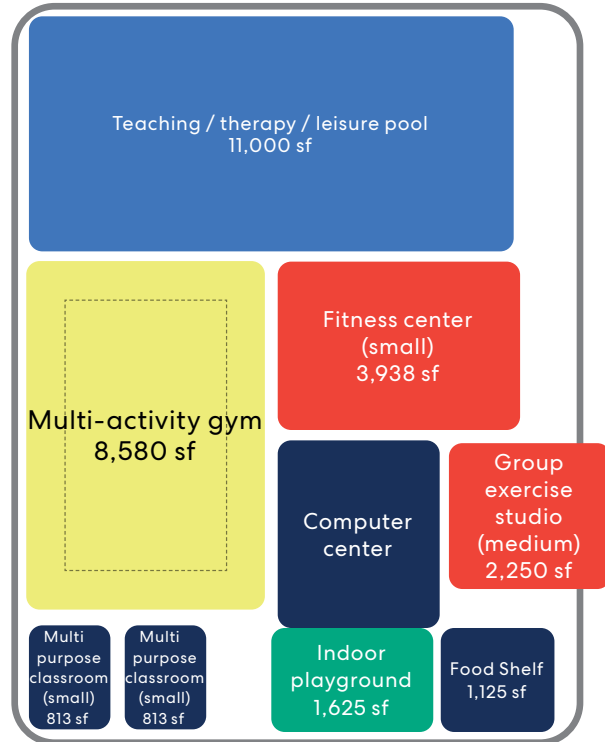 Teaching / therapy / leisure pool
11,000 sf
Fitness center
(small)
3,938 sf
Multi-activity gym
8,580 sf
Computer
center
Group
exercise
studio
(medium)
2,250 sf
Multi
purpose
classroom
(small)
813 sf
Multi
purpose
classroom
(small)
813 sf
Indoor
playground
1,625 sf
Food Shelf
1,125 sf